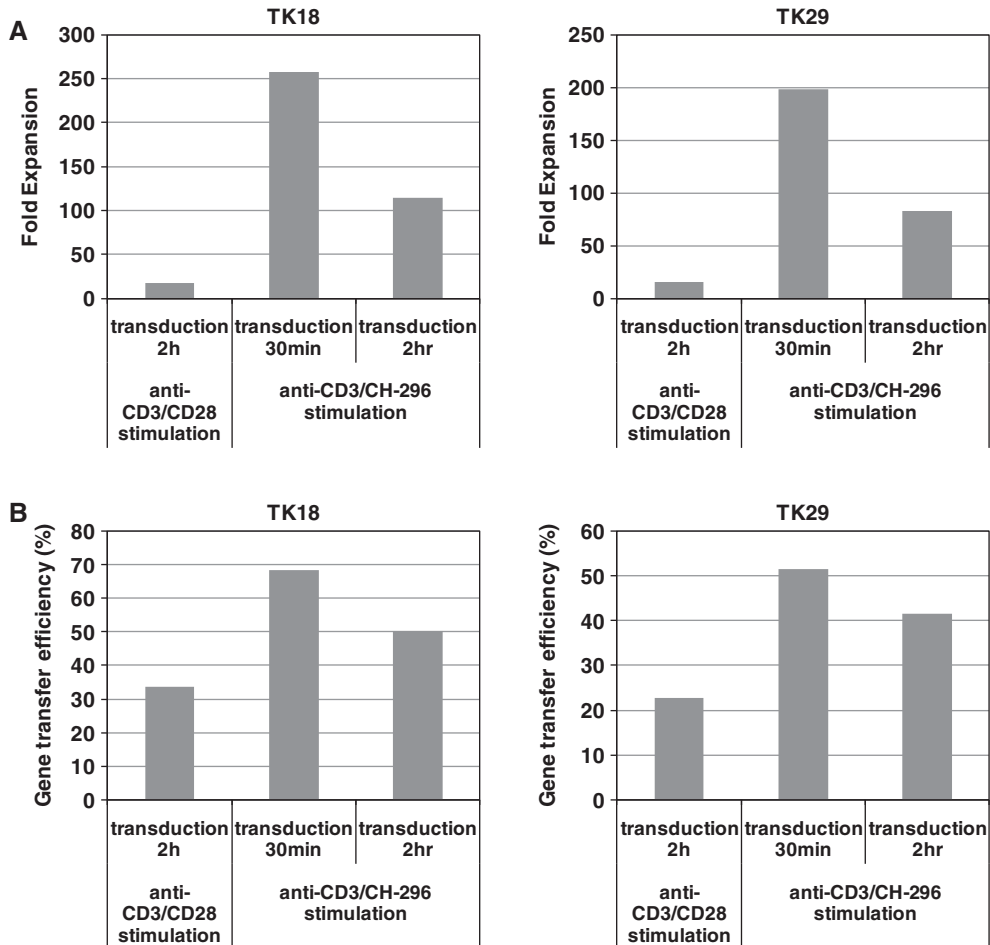 A
TK18
Fold Expansion
300
250
200
150
100
50
0
transduction
2h
transduction
30min
transduction
2hr
anti-
CD3/CD28
stimulation
anti-CD3/CH-296
stimulation
TK29
Fold Expansion
250
200
150
100
50
0
transduction
2h
transduction
30min
transduction
2hr
anti-
CD3/CD28
stimulation
anti-CD3/CH-296
stimulation
B
TK18
Gene transfer efficiency (%)
80
70
60
50
40
30
20
10
0
transduction
2h
transduction
30min
transduction
2hr
anti-
CD3/CD28
stimulation
anti-CD3/CH-296
stimulation
TK29
Gene transfer efficiency (%)
60
50
40
30
20
10
0
transduction
2h
transduction
30min
transduction
2hr
anti-
CD3/CD28
stimulation
anti-CD3/CH-296
stimulation